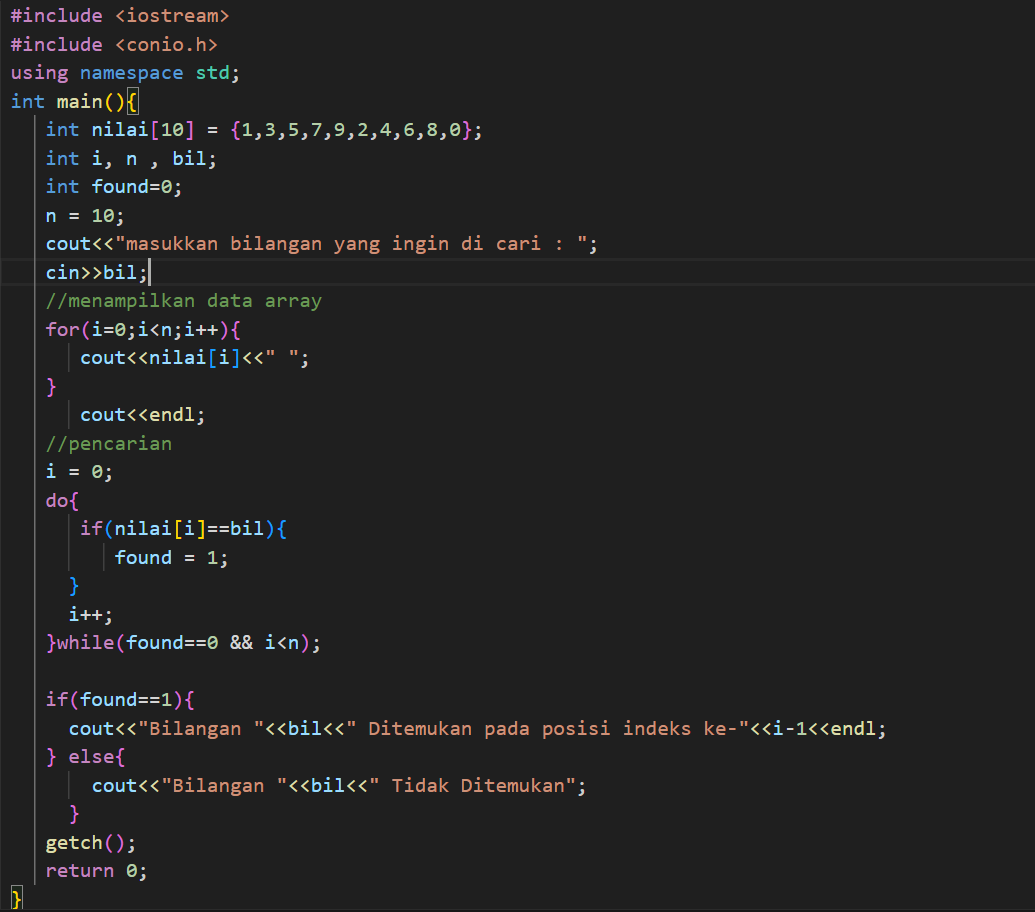 #include <iostream>
#include <conio.h>
using namespace std;
int main(){
int nilai[10] = {1,3,5,7,9,2,4,6,8,0};
int i, n , bil;
int found=0;
n = 10;
cout<<"masukkan bilangan yang ingin di cari : ";
cin>>bil;
//menampilkan data array
for(i=0;i<n;i++){
cout<<nilai[i]<<" ";
}
cout<<endl;
//pencarian
i = 0;
do{
if(nilai[i]==bil){
found = 1;
}
i++;
}while(found==0 && i<n);
if(found==1){
cout<<"Bilangan "<<bil<<" Ditemukan pada posisi indeks ke-"<<i-1<<endl;
} else{
cout<<"Bilangan "<<bil<<" Tidak Ditemukan";
}
getch();
return 0;
}